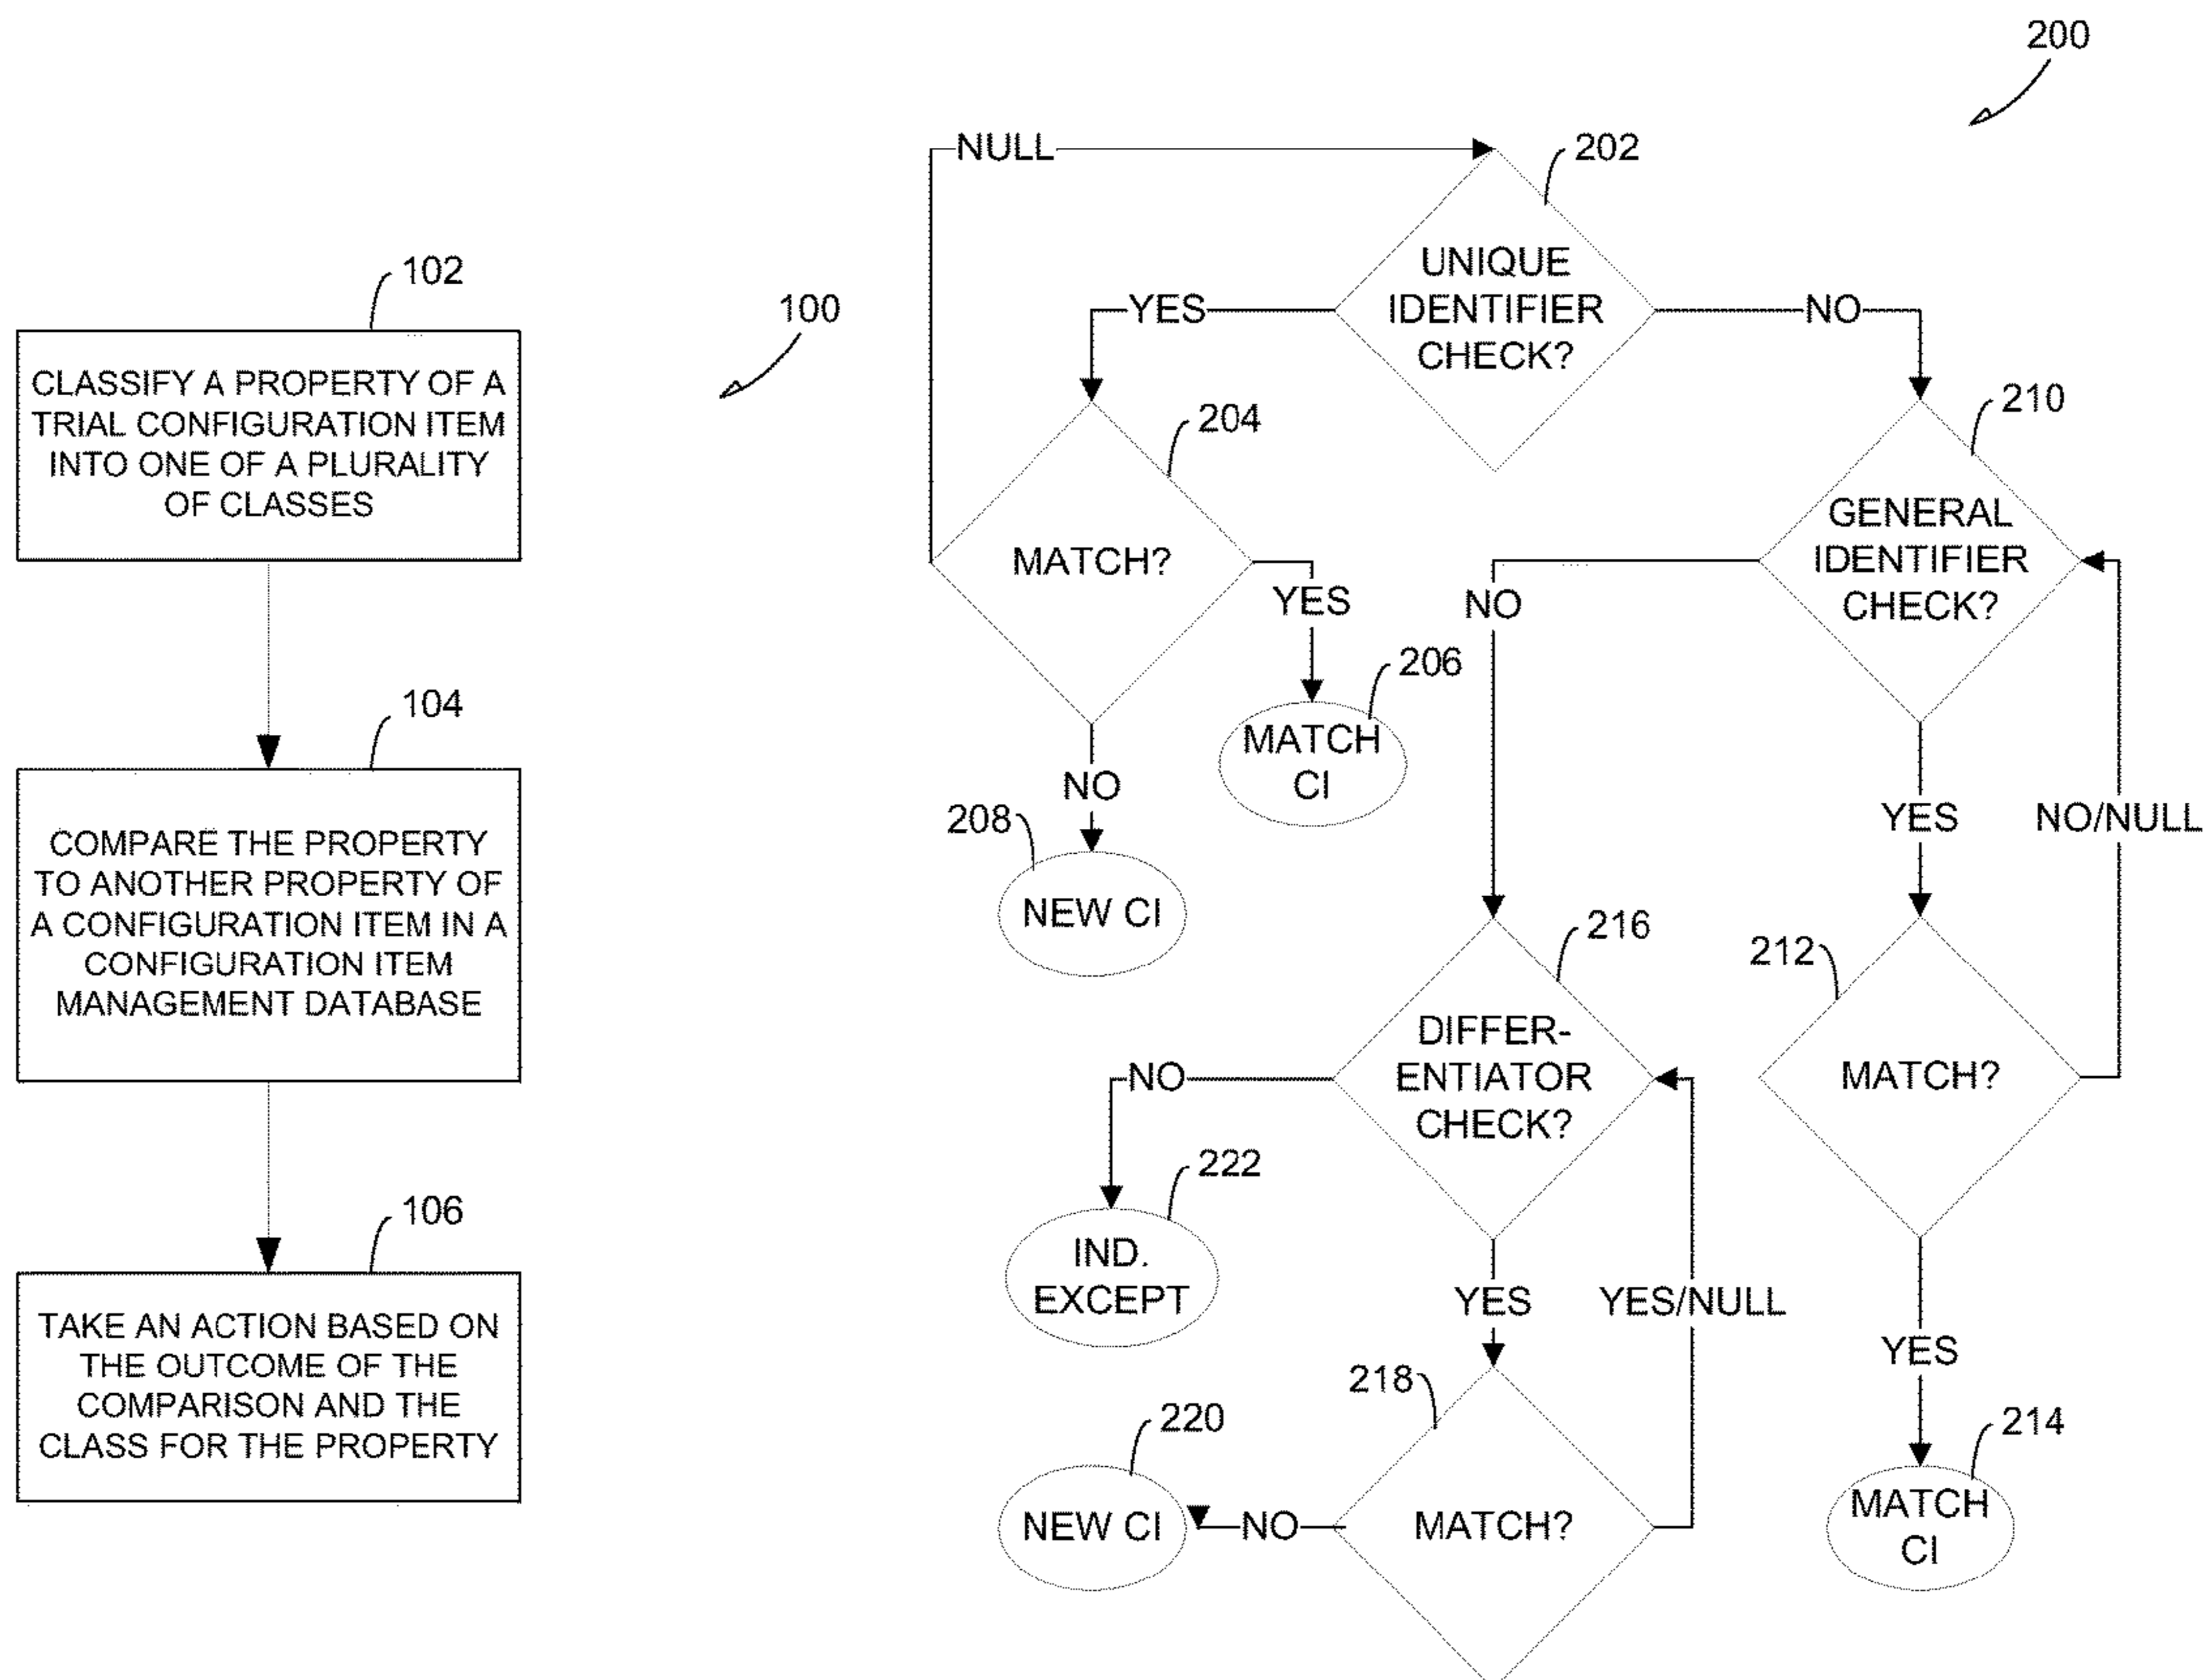 102
CLASSIFY A PROPERTY OF A
TRIAL CONFIGURATION ITEM
INTO ONE OF A PLURALITY
OF CLASSES
100
104
COMPARE THE PROPERTY
TO ANOTHER PROPERTY OF
A CONFIGURATION ITEM IN A
CONFIGURATION ITEM
MANAGEMENT DATABASE
106
TAKE AN ACTION BASED ON
THE OUTCOME OF THE
COMPARISON AND THE
CLASS FOR THE PROPERTY
200
NULL
202
UNIQUE
IDENTIFIER
CHECK?
YES
NO
204
MATCH?
YES
206
MATCH
CI
NO
208
NEW CI
210
GENERAL
IDENTIFIER
CHECK?
NO
YES
NO/NULL
212
MATCH?
YES
214
MATCH
CI
216
DIFFER-
ENTIATOR
CHECK?
NO
222
IND.
EXCEPT
YES
YES/NULL
218
MATCH?
NO
220
NEW CI